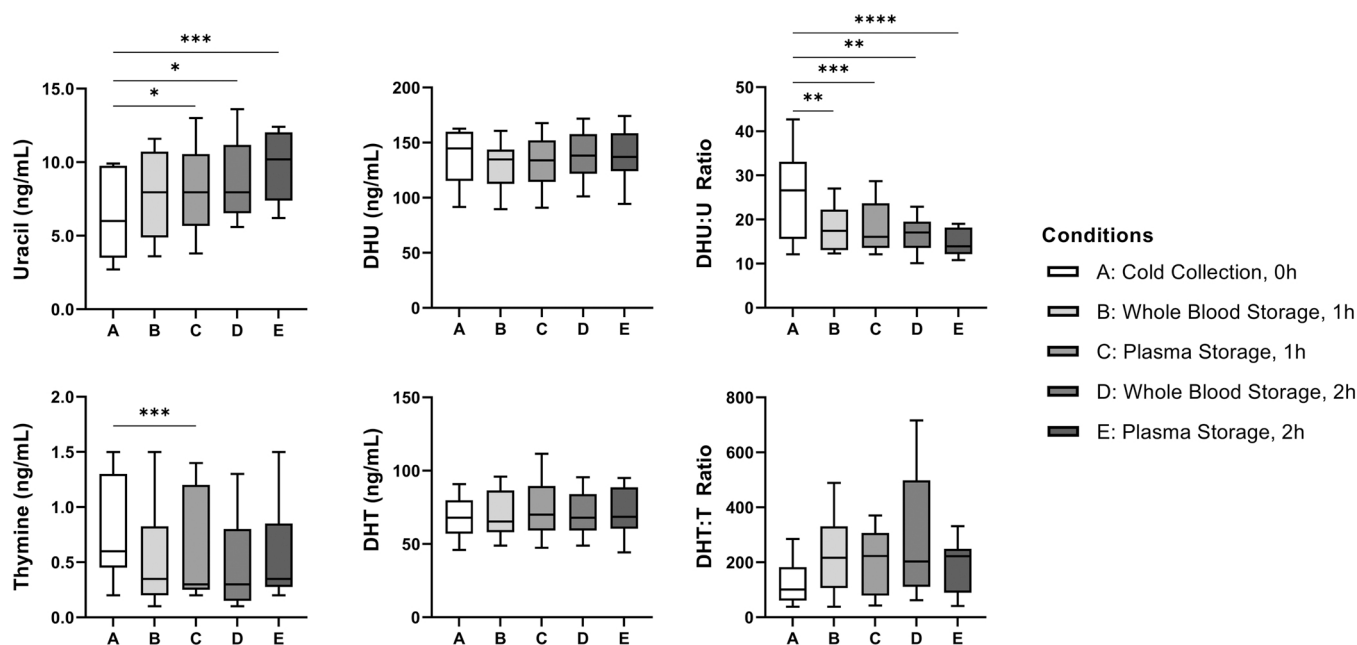 ***
*
*
15.0
10.0
5.0
0.0
Uracil (ng/mL)
A B C D E
200
150
100
50
0
DHU (ng/mL)
A B C D E
****
**
***
**
50
40
30
20
10
0
DHU:U Ratio
A B C D E
Conditions
A: Cold Collection, 0h
B: Whole Blood Storage, 1h
C: Plasma Storage, 1h
D: Whole Blood Storage, 2h
E: Plasma Storage, 2h
***
2.0
1.5
1.0
0.5
0.0
Thymine (ng/mL)
A B C D E
150
100
50
0
DHT (ng/mL)
A B C D E
800
600
400
200
0
DHT:T Ratio
A B C D E